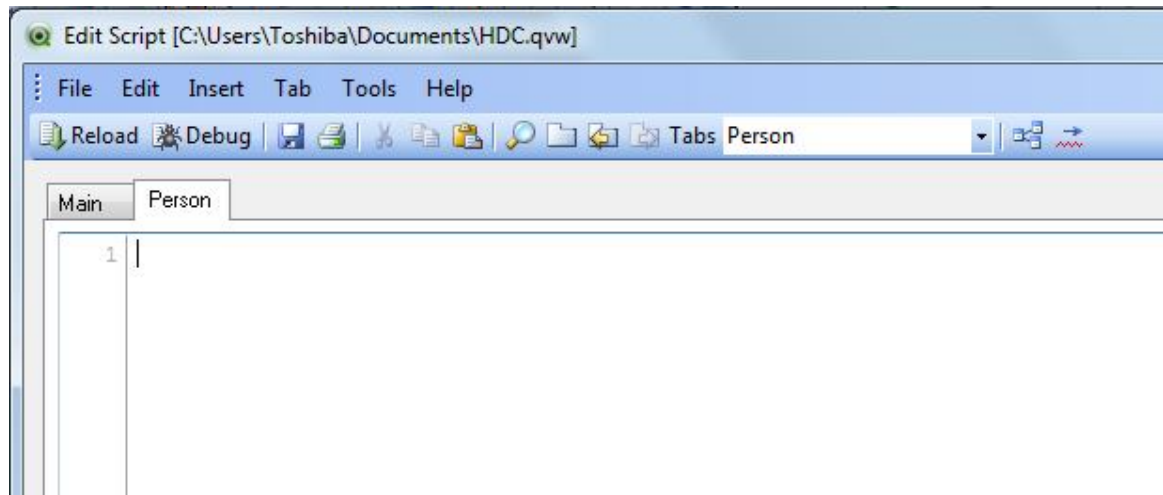 Edit Script [C:\Users\Toshiba\Documents\HDC.qvw]
File Edit Insert Tab Tools Help
Reload Debug Tabs Person
Main Person
1